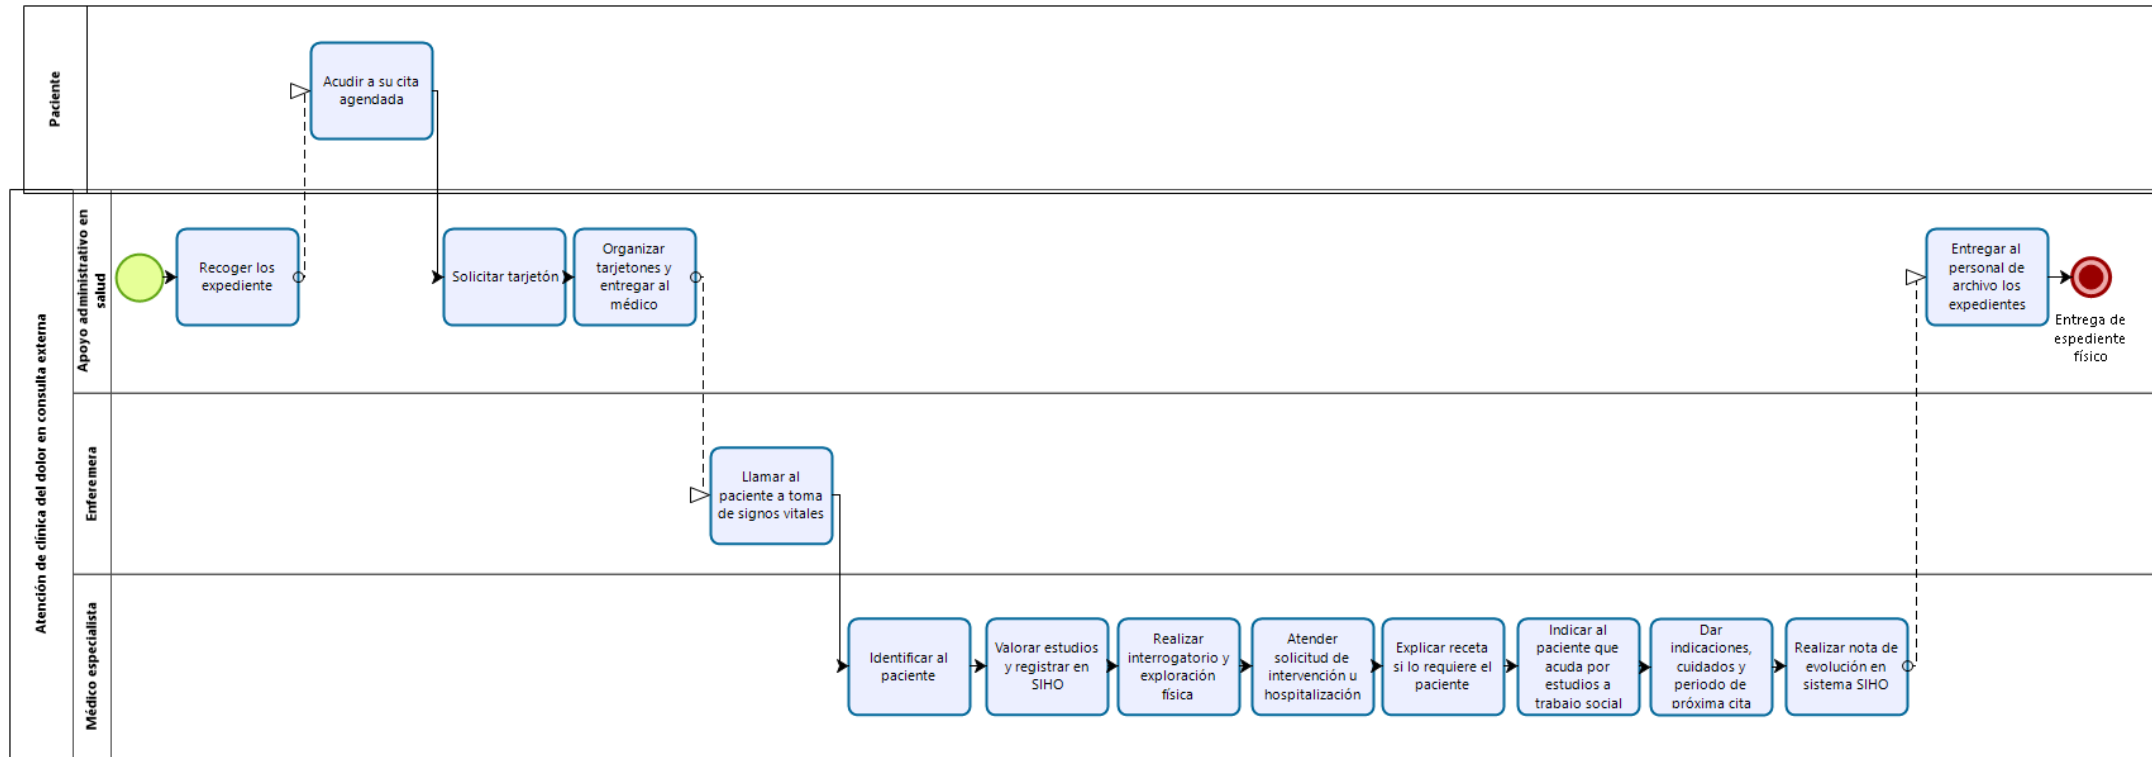 Paciente
Acudir a su cita
agendada
Atención de clínica del dolor en consulta externa
Apoyo administrativo en
salud
Recoger los
expediente
Solicitar tarjetón
Organizar
tarjetones y
entregar al
médico
Entregar al
personal de
archivo los
expedientes
Entrega de
espediente
físico
Enferemera
Llamar al
paciente a toma
de signos vitales
Médico especialista
Identificar al
paciente
Valorar estudios
y registrar en
SIHO
Realizar
interrogatorio y
exploración
física
Atender
solicitud de
intervención u
hospitalización
Explicar receta
si lo requiere el
paciente
Indicar al
paciente que
acuda por
estudios a
trabajo social
Dar
indicaciones,
cuidados y
periodo de
próxima cita
Realizar nota de
evolución en
sistema SIHO